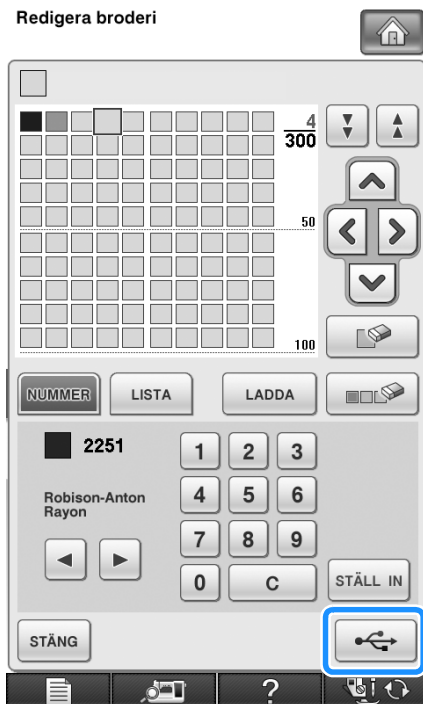 Redigera broderi
4
300
50
100
NUMMER LISTA LADDA
2251
1 2 3
Robison-Anton
Rayon
4 5 6
7 8 9
0 C STÄLL IN
STÄNG
?